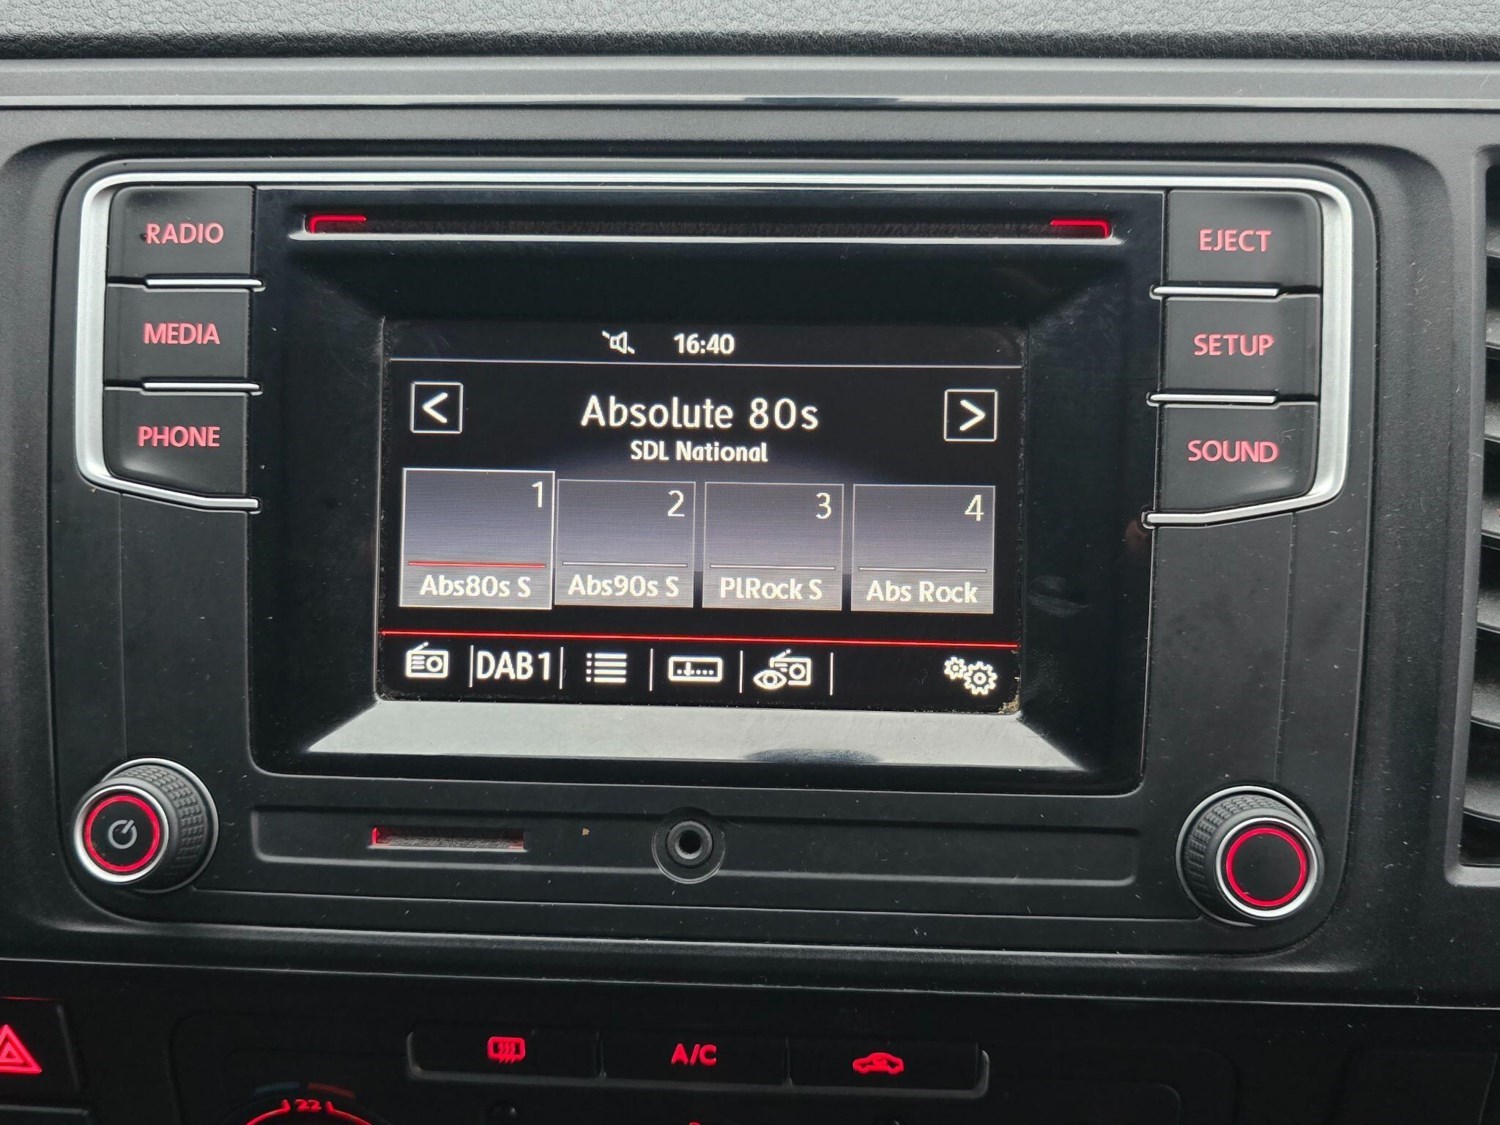 RADIO
MEDIA
PHONE
EJECT
SETUP
SOUND
16:40
< Absolute 80s >
SDL National
1 2 3 4
Abs80s S Abs90s S PlRock S Abs Rock
DAB1
A/C
22